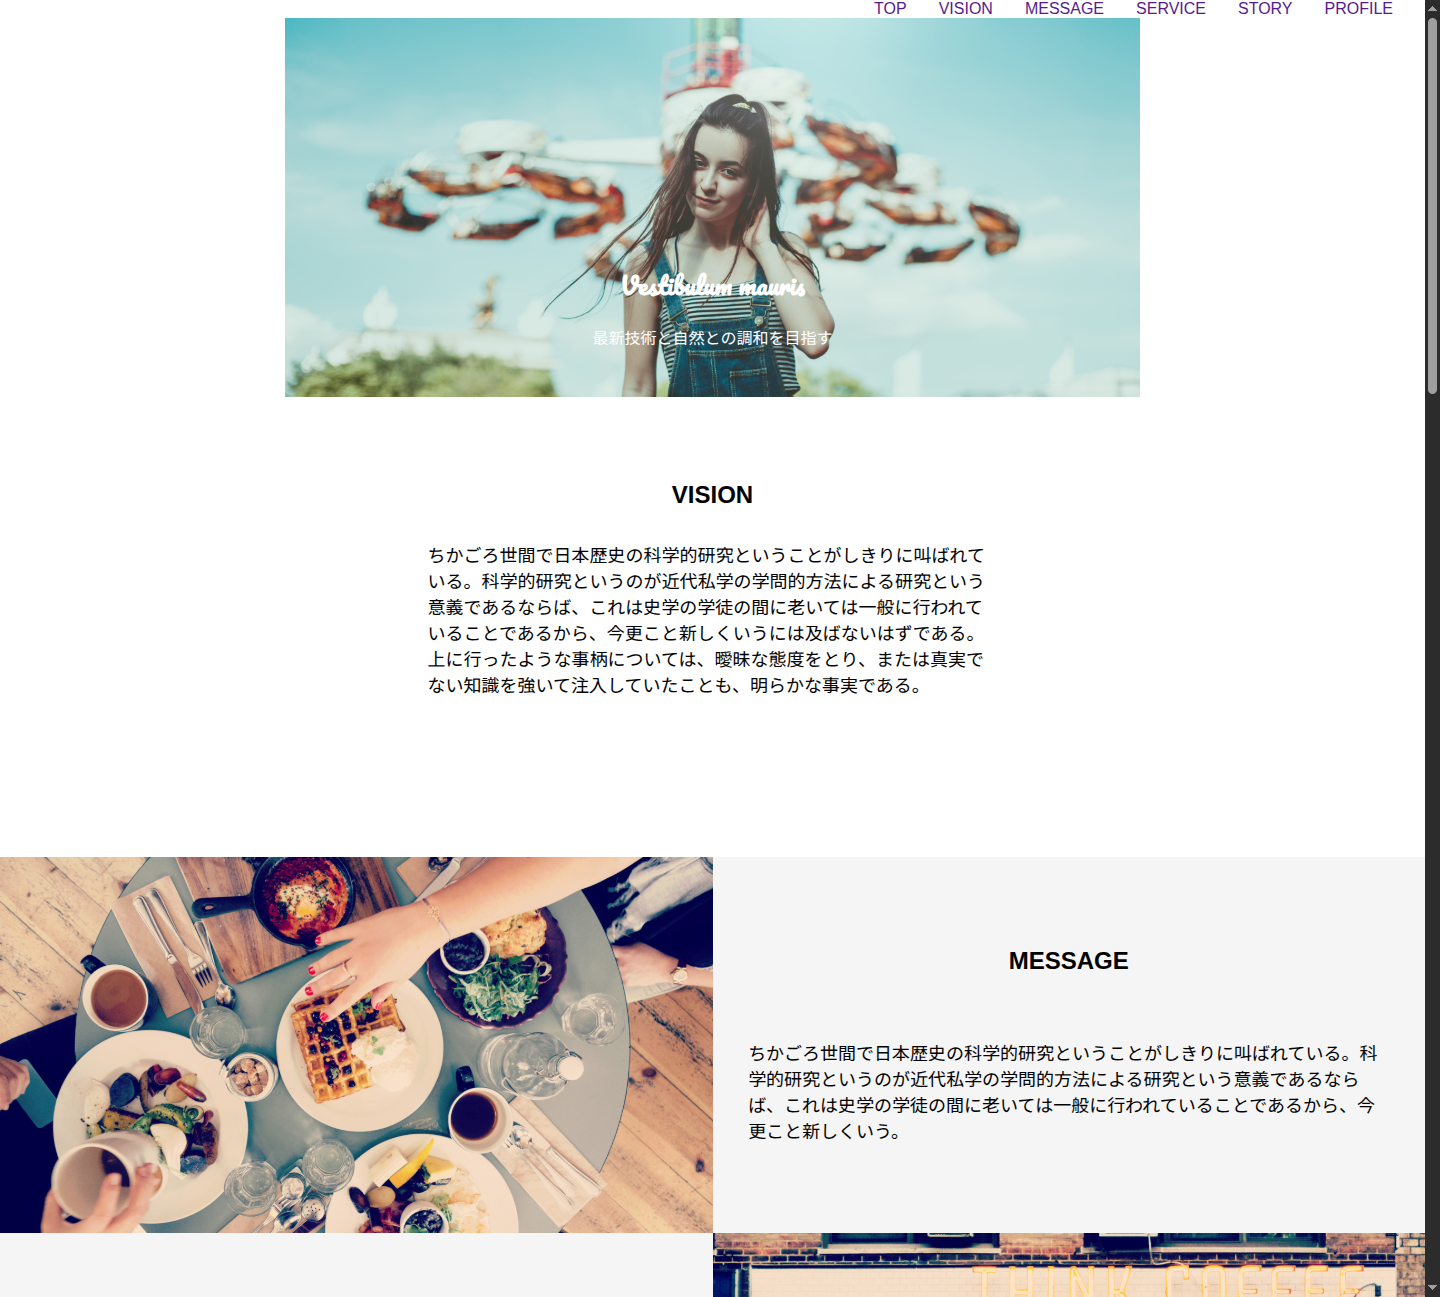 TOP VISION MESSAGE SERVICE STORY PROFILE
Vestibulum mauris
最新技術と自然との調和を目指す
VISION
ちかごろ世間で日本歴史の科学的研究ということがしきりに叫ばれて
いる。科学的研究というのが近代私学の学問的方法による研究という
意義であるならば、これは史学の学徒の間に老いては一般に行われて
いることであるから、今更こと新しくいうには及ばないはずである。
上に行ったような事柄については、曖昧な態度をとり、または真実で
ない知識を強いて注入していたことも、明らかな事実である。
MESSAGE
ちかごろ世間で日本歴史の科学的研究ということがしきりに叫ばれている。科
学的研究というのが近代私学の学問的方法による研究という意義であるなら
ば、これは史学の学徒の間に老いては一般に行われていることであるから、今
更こと新しくいう。
THINK COFFEE